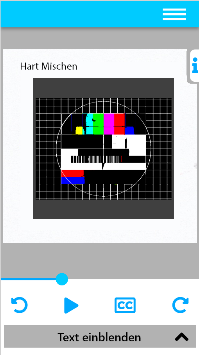 Hart Mischen
i
CC
Text einblenden